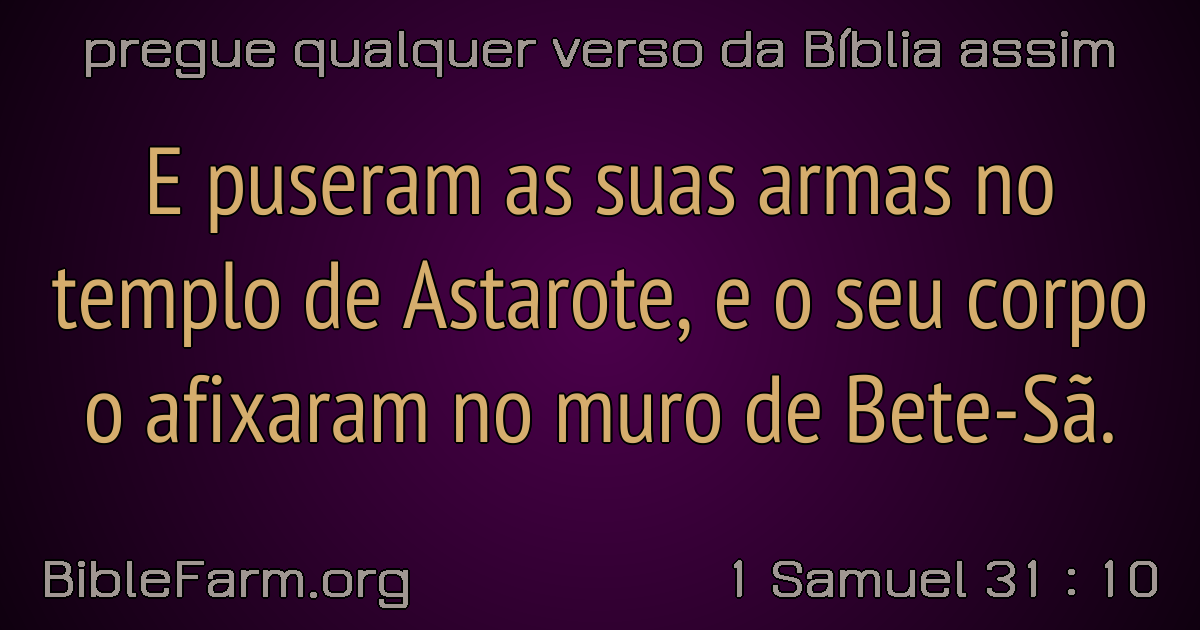 pregue qualquer verso da Bíblia assim
E puseram as suas armas no
templo de Astarote, e o seu corpo
o afixaram no muro de Bete-Sã.
BibleFarm.org
1 Samuel 31 : 10